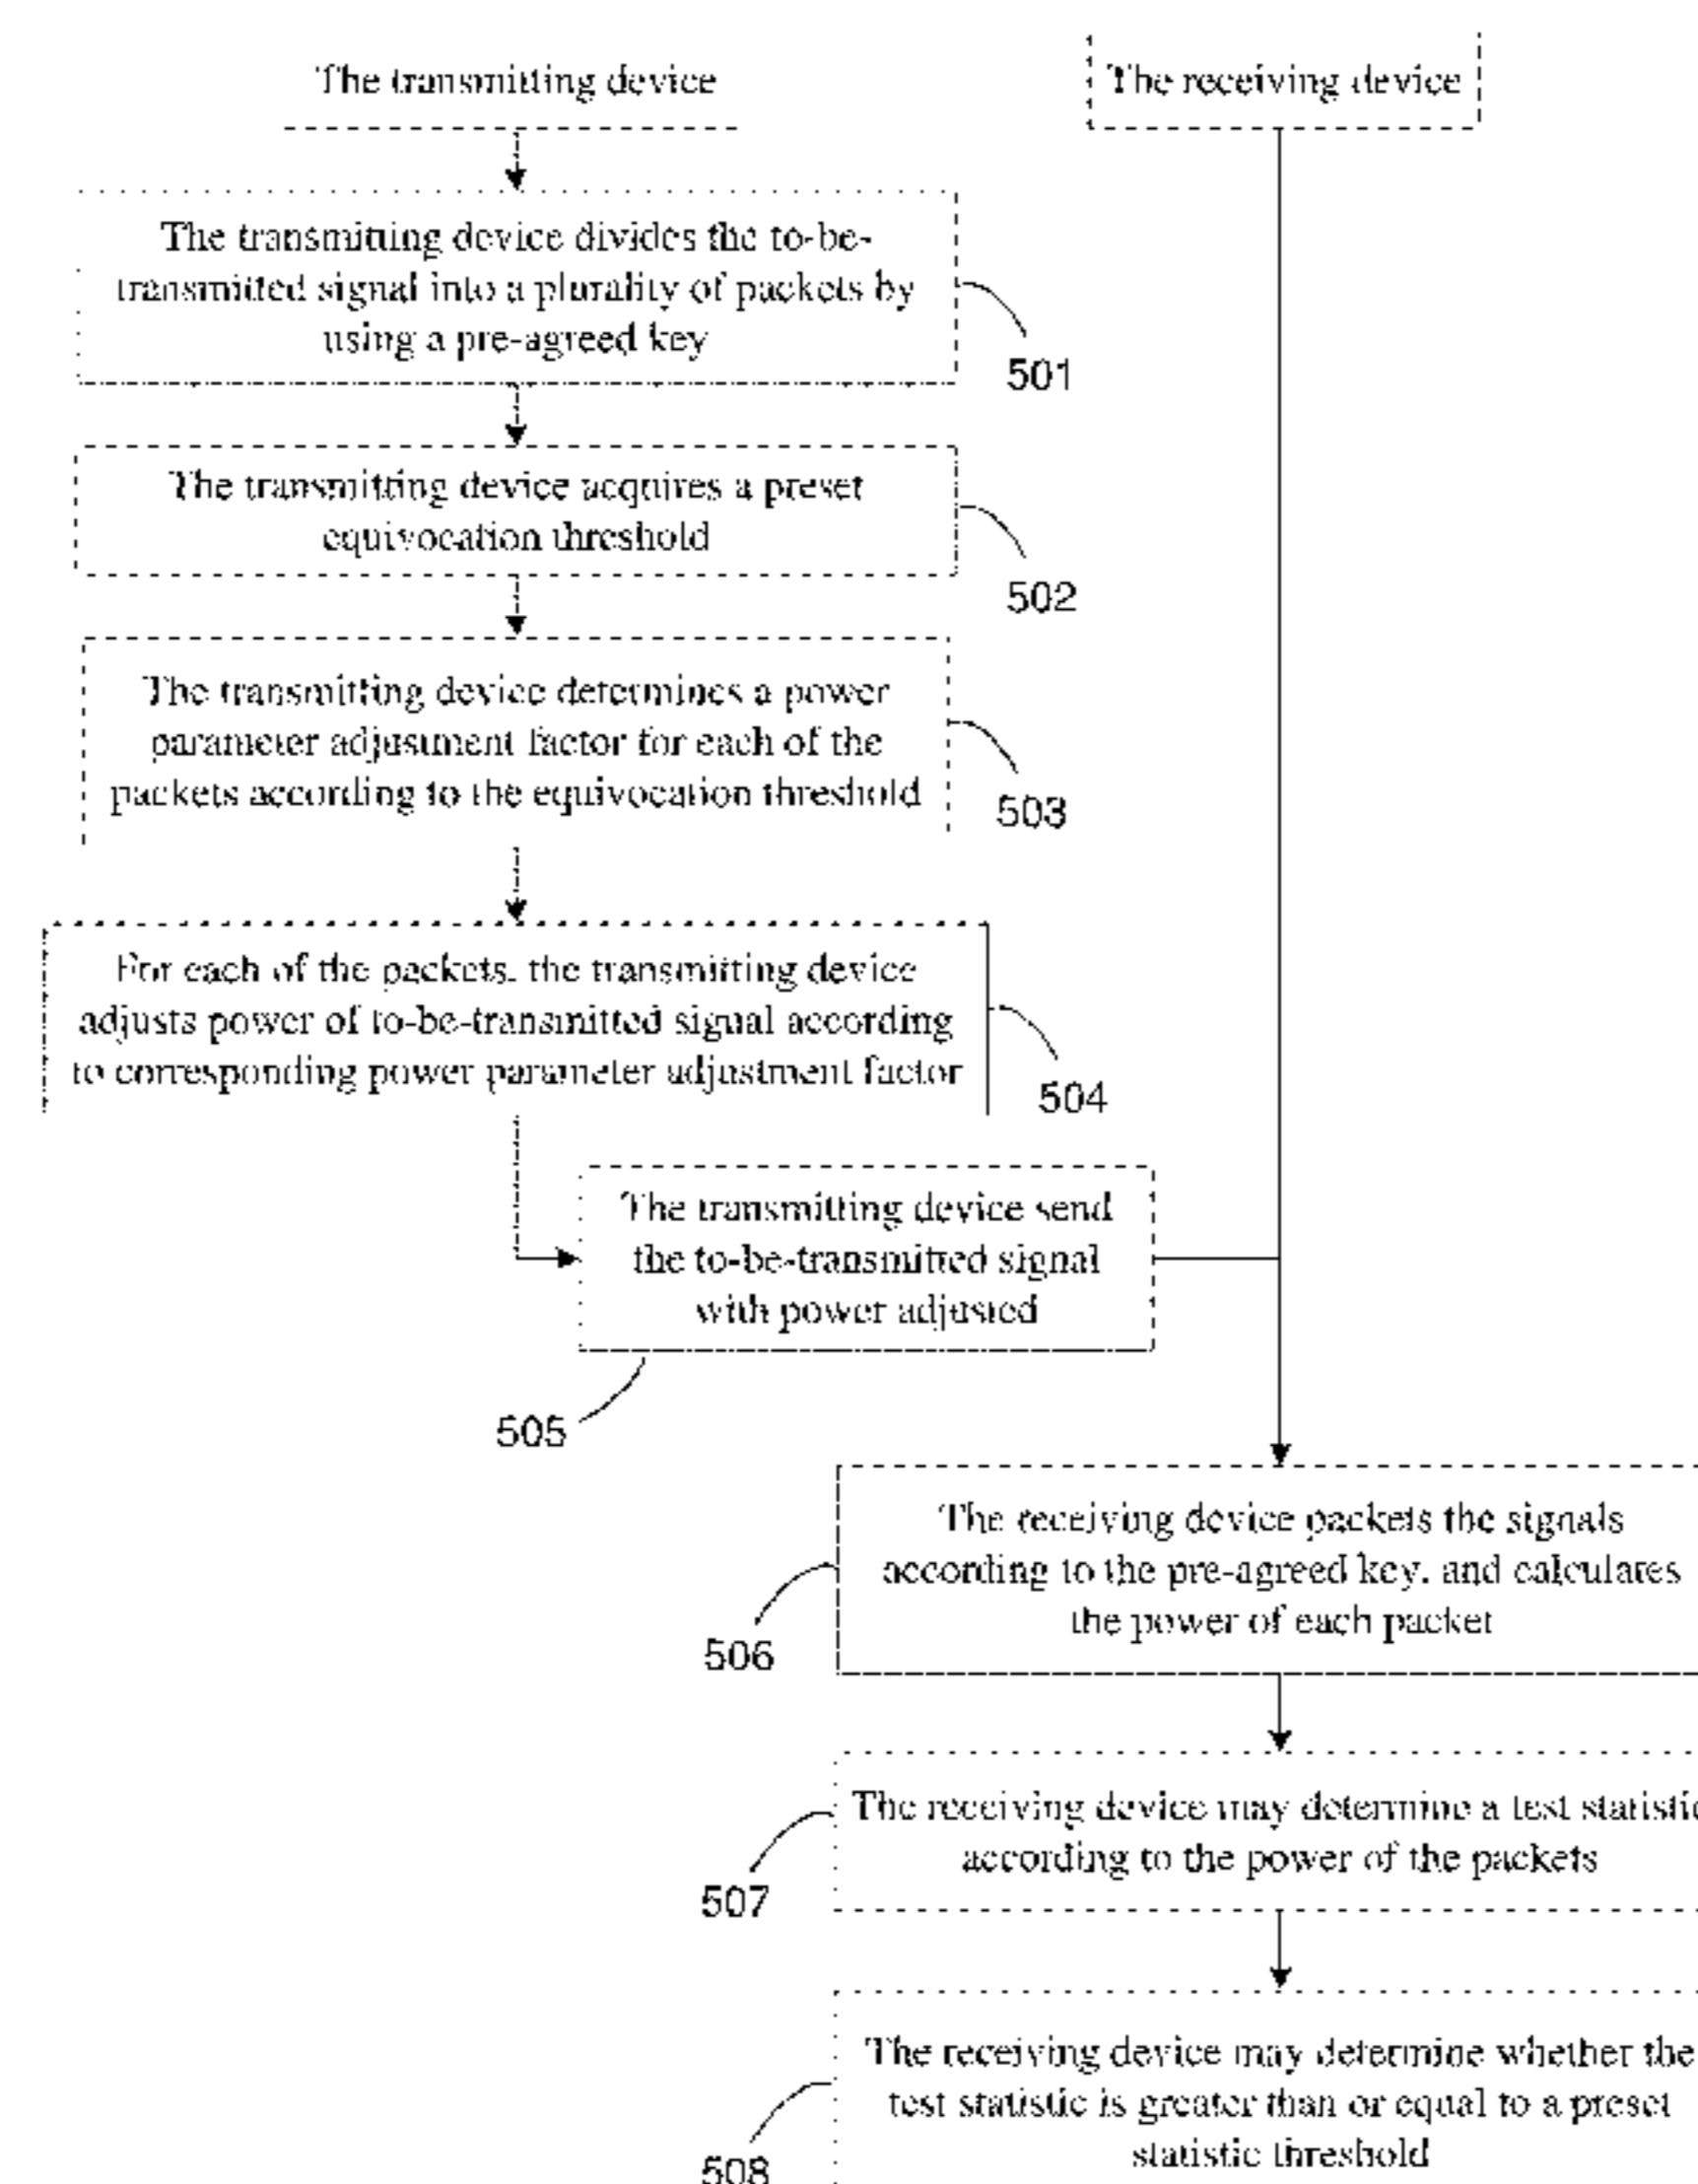 The transmitting device
The receiving device
The transmitting device divides the to-be-
transmitted signal into a plurality of packets by
using a pre-agreed key
501
The transmitting device acquires a preset
equivocation threshold
502
The transmitting device determines a power
parameter adjustment factor for each of the
packets according to the equivocation threshold
503
For each of the packets, the transmitting device
adjusts power of to-be-transmitted signal according
to corresponding power parameter adjustment factor
504
The transmitting device send
the to-be-transmitted signal
with power adjusted
505
The receiving device packets the signals
according to the pre-agreed key, and calculates
the power of each packet
506
The receiving device may determine a test statistic
according to the power of the packets
507
The receiving device may determine whether the
test statistic is greater than or equal to a preset
statistic threshold
508